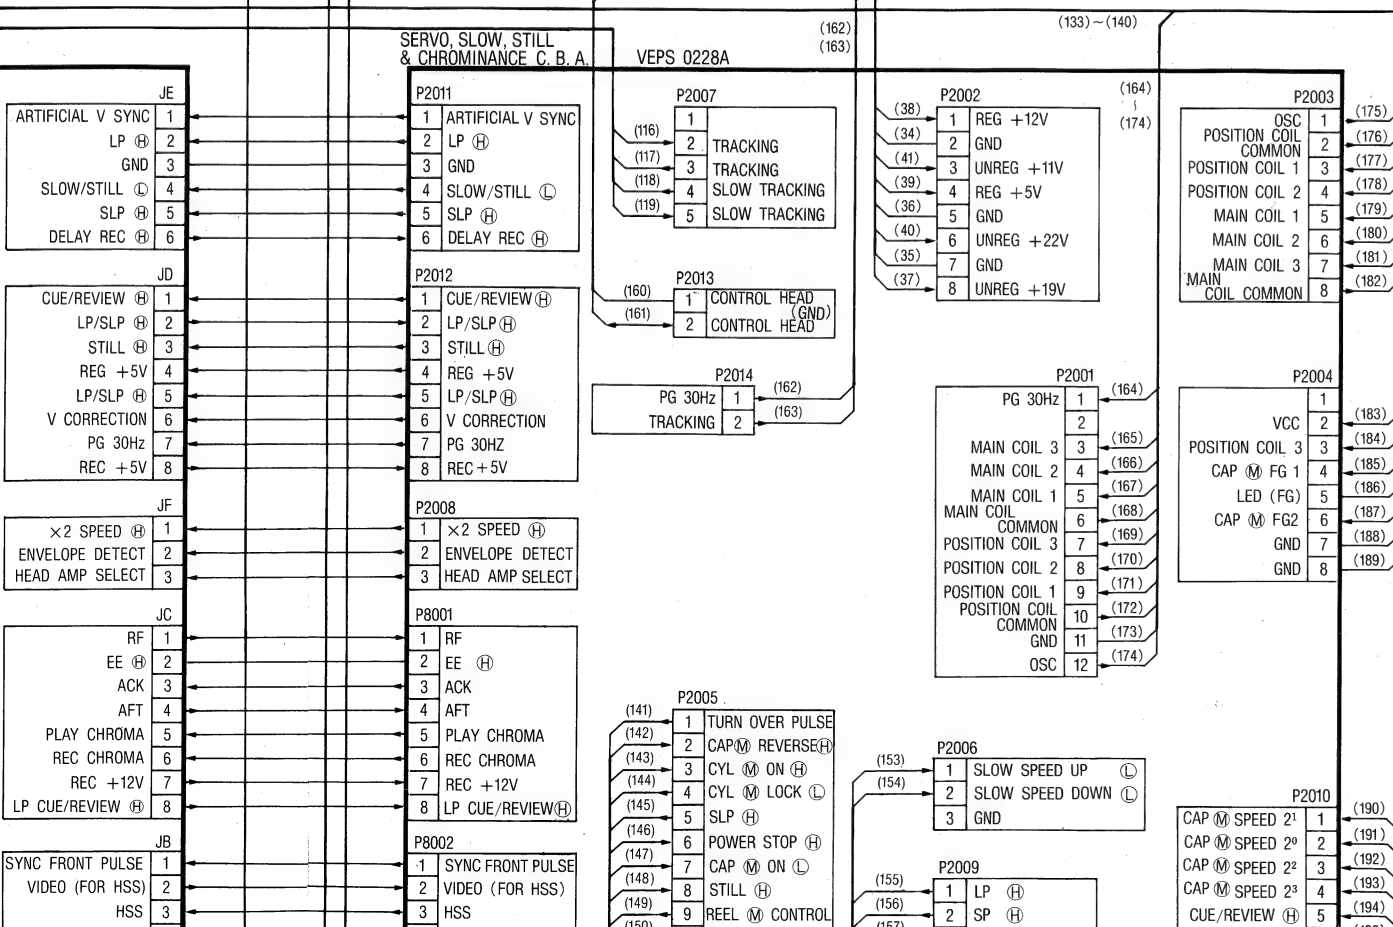 (162)
(163)
(133)~(140)
SERVO, SLOW, STILL
& CHROMINANCE C. B. A.
VEPS 0228A
JE
ARTIFICIAL V SYNC 1
LP Ⓗ 2
GND 3
SLOW/STILL Ⓛ 4
SLP Ⓗ 5
DELAY REC Ⓗ 6
JD
CUE/REVIEW Ⓗ 1
LP/SLP Ⓗ 2
STILL Ⓗ 3
REG +5V 4
LP/SLP Ⓗ 5
V CORRECTION 6
PG 30Hz 7
REC +5V 8
JF
×2 SPEED Ⓗ 1
ENVELOPE DETECT 2
HEAD AMP SELECT 3
JC
RF 1
EE Ⓗ 2
ACK 3
AFT 4
PLAY CHROMA 5
REC CHROMA 6
REC +12V 7
LP CUE/REVIEW Ⓗ 8
JB
SYNC FRONT PULSE 1
VIDEO (FOR HSS) 2
HSS 3
P2011
1 ARTIFICIAL V SYNC
2 LP Ⓗ
3 GND
4 SLOW/STILL Ⓛ
5 SLP Ⓗ
6 DELAY REC Ⓗ
P2012
1 CUE/REVIEW Ⓗ
2 LP/SLP Ⓗ
3 STILL Ⓗ
4 REG +5V
5 LP/SLP Ⓗ
6 V CORRECTION
7 PG 30HZ
8 REC+5V
P2008
1 ×2 SPEED Ⓗ
2 ENVELOPE DETECT
3 HEAD AMP SELECT
P8001
1 RF
2 EE Ⓗ
3 ACK
4 AFT
5 PLAY CHROMA
6 REC CHROMA
7 REC +12V
8 LP CUE/REVIEW Ⓗ
P8002
1 SYNC FRONT PULSE
2 VIDEO (FOR HSS)
3 HSS
P2007
1
(116) 2 TRACKING
(117) 3 TRACKING
(118) 4 SLOW TRACKING
(119) 5 SLOW TRACKING
P2013
(160) 1 CONTROL HEAD
(GND)
(161) 2 CONTROL HEAD
P2014
PG 30Hz 1 (162)
TRACKING 2 (163)
P2005
(141) 1 TURN OVER PULSE
(142) 2 CAP Ⓜ REVERSE Ⓗ
(143) 3 CYL Ⓜ ON Ⓗ
(144) 4 CYL Ⓜ LOCK Ⓛ
(145) 5 SLP Ⓗ
(146) 6 POWER STOP Ⓗ
(147) 7 CAP Ⓜ ON Ⓛ
(148) 8 STILL Ⓗ
(149) 9 REEL Ⓜ CONTROL
(150)
P2002
(38) 1 REG +12V
(34) 2 GND
(41) 3 UNREG +11V
(39) 4 REG +5V
(36) 5 GND
(40) 6 UNREG +22V
(35) 7 GND
(37) 8 UNREG +19V
(164)
~
(174)
P2001
PG 30Hz 1 (164)
2
MAIN COIL 3 3 (165)
MAIN COIL 2 4 (166)
MAIN COIL 1 5 (167)
MAIN COIL
COMMON 6 (168)
POSITION COIL 3 7 (169)
POSITION COIL 2 8 (170)
POSITION COIL 1 9 (171)
POSITION COIL
COMMON 10 (172)
GND 11 (173)
OSC 12 (174)
P2006
(153) 1 SLOW SPEED UP Ⓛ
(154) 2 SLOW SPEED DOWN Ⓛ
3 GND
P2009
(155) 1 LP Ⓗ
(156) 2 SP Ⓗ
(157)
P2003
OSC 1 (175)
POSITION COIL
COMMON 2 (176)
POSITION COIL 1 3 (177)
POSITION COIL 2 4 (178)
MAIN COIL 1 5 (179)
MAIN COIL 2 6 (180)
MAIN COIL 3 7 (181)
MAIN
COIL COMMON 8 (182)
P2004
1
VCC 2 (183)
POSITION COIL 3 3 (184)
CAP Ⓜ FG 1 4 (185)
LED (FG) 5 (186)
CAP Ⓜ FG2 6 (187)
GND 7 (188)
GND 8 (189)
P2010
CAP Ⓜ SPEED 2¹ 1 (190)
CAP Ⓜ SPEED 2⁰ 2 (191)
CAP Ⓜ SPEED 2² 3 (192)
CAP Ⓜ SPEED 2³ 4 (193)
CUE/REVIEW Ⓗ 5 (194)